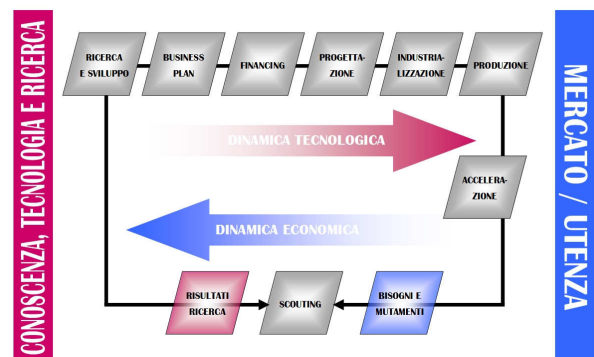 CONOSCENZA, TECNOLOGIA E RICERCA
RICERCA
E SVILUPPO
BUSINESS
PLAN
FINANCING
PROGETTA-
ZIONE
INDUSTRIA-
LIZZAZIONE
PRODUZIONE
DINAMICA TECNOLOGICA
ACCELERA-
ZIONE
DINAMICA ECONOMICA
RISULTATI
RICERCA
SCOUTING
BISOGNI E
MUTAMENTI
MERCATO / UTENZA